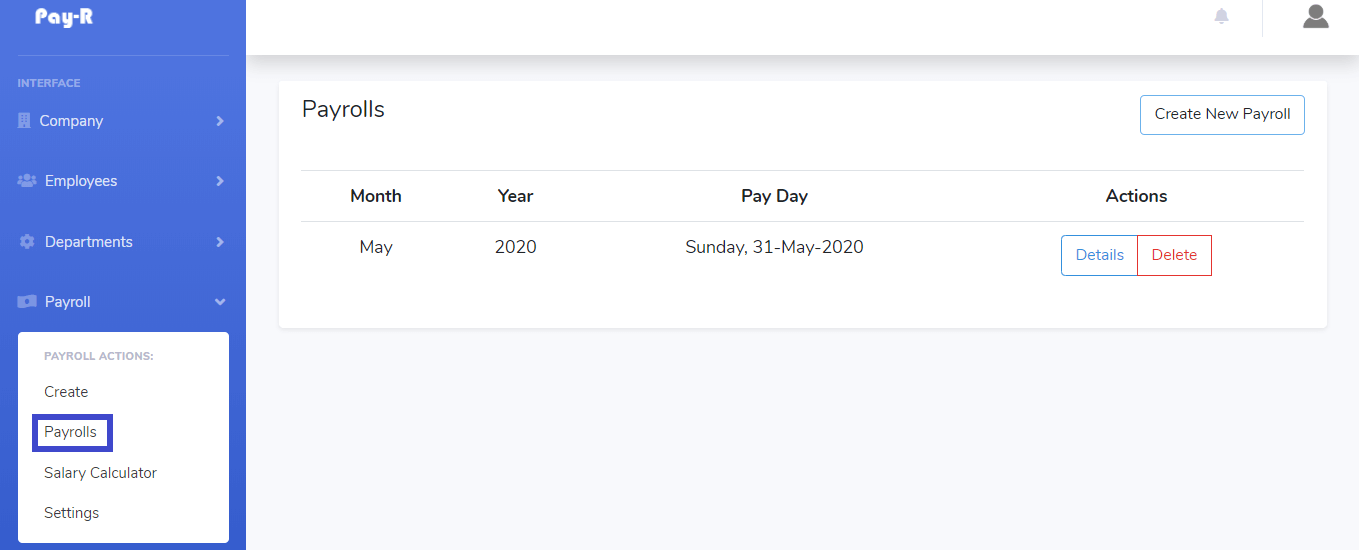 Pay-R
INTERFACE
Company
Employees
Departments
Payroll
PAYROLL ACTIONS:
Create
Payrolls
Salary Calculator
Settings
Payrolls
Create New Payroll
Month Year Pay Day Actions
May 2020 Sunday, 31-May-2020 Details Delete